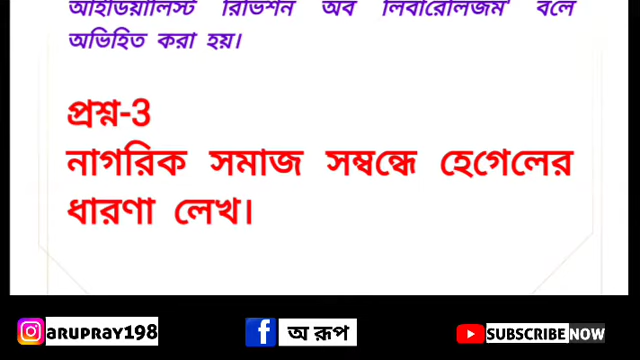 আইডিয়ালিস্ট রিভিশন অব লিবারেলিজম' বলে
অভিহিত করা হয়।
প্রশ্ন-3
নাগরিক সমাজ সম্বন্ধে হেগেলের
ধারণা লেখ।
arupray198
অ রূপ
SUBSCRIBE NOW